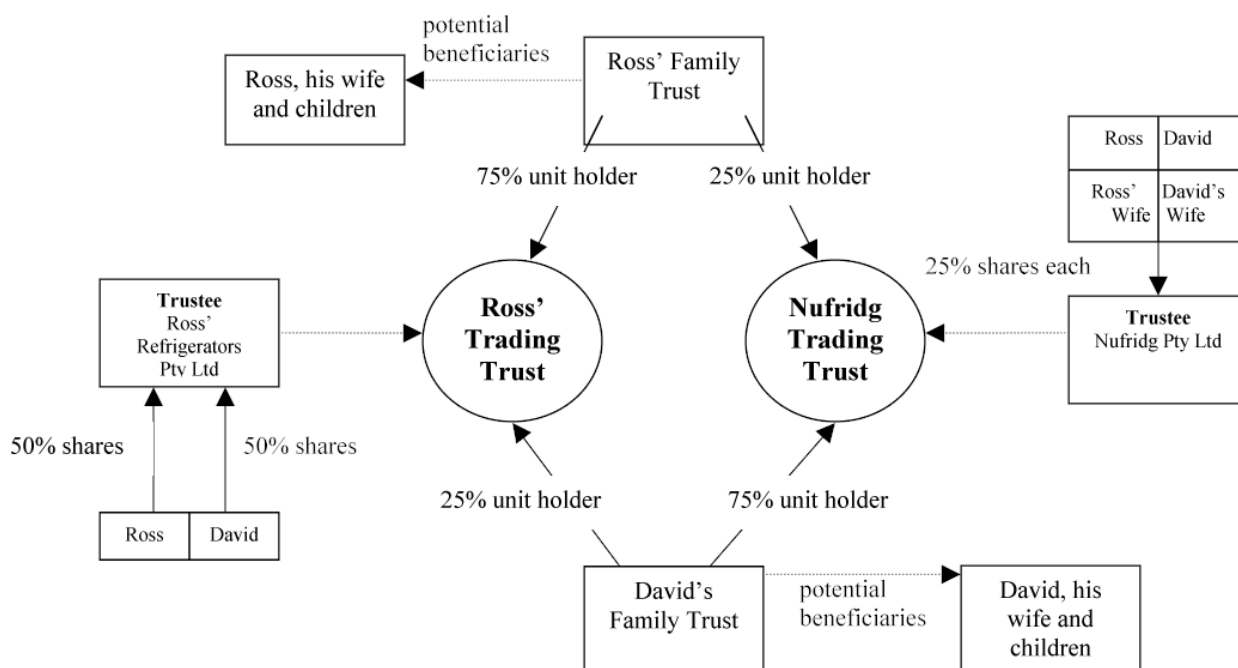 potential
beneficiaries
Ross, his wife
and children
Ross’ Family
Trust
75% unit holder
25% unit holder
Ross
David
Ross’
Wife
David’s
Wife
25% shares each
Trustee
Ross’
Refrigerators
Ptv Ltd
Ross’
Trading
Trust
Nufridg
Trading
Trust
Trustee
Nufridg Pty Ltd
50% shares
50% shares
25% unit holder
75% unit holder
Ross
David
David’s
Family Trust
potential
beneficiaries
David, his
wife and
children